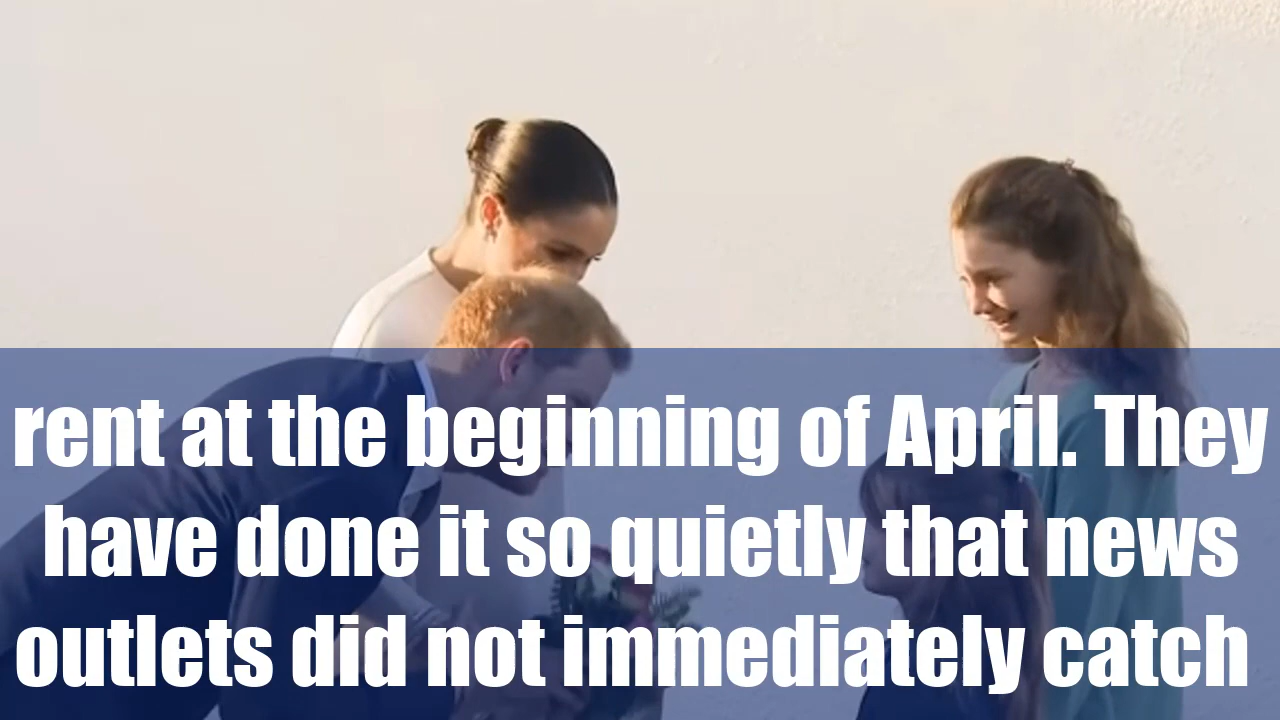 rent at the beginning of April. They
have done it so quietly that news
outlets did not immediately catch